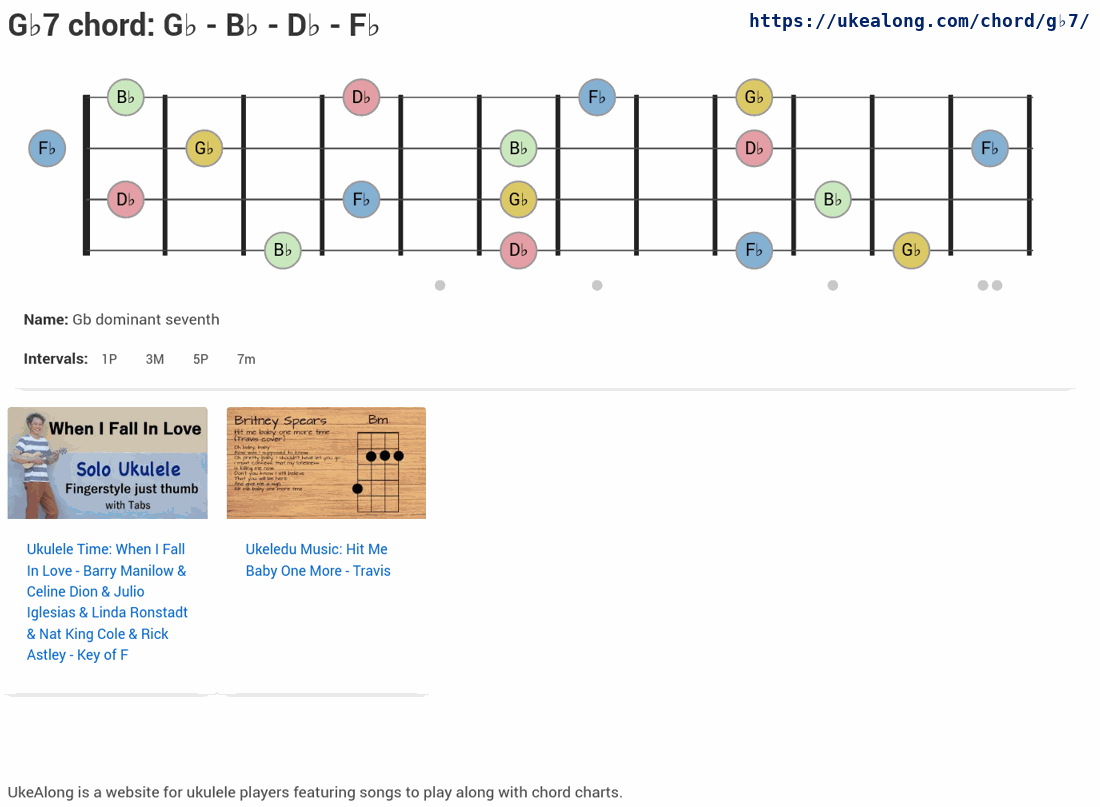 G♭7 chord: G♭ - B♭ - D♭ - F♭
https://ukealong.com/chord/g♭7/
B♭ D♭ F♭ G♭
F♭ G♭ B♭ D♭ F♭
D♭ F♭ G♭ B♭
B♭ D♭ F♭ G♭
Name: Gb dominant seventh
Intervals: 1P 3M 5P 7m
When I Fall In Love
Solo Ukulele
Fingerstyle just thumb
with Tabs
Britney Spears
Hit me baby one more time
(Travis cover)
Bm
Oh baby, baby
Ukulele Time: When I Fall
In Love - Barry Manilow &
Celine Dion & Julio
Iglesias & Linda Ronstadt
& Nat King Cole & Rick
Astley - Key of F
Ukeledu Music: Hit Me
Baby One More - Travis
UkeAlong is a website for ukulele players featuring songs to play along with chord charts.